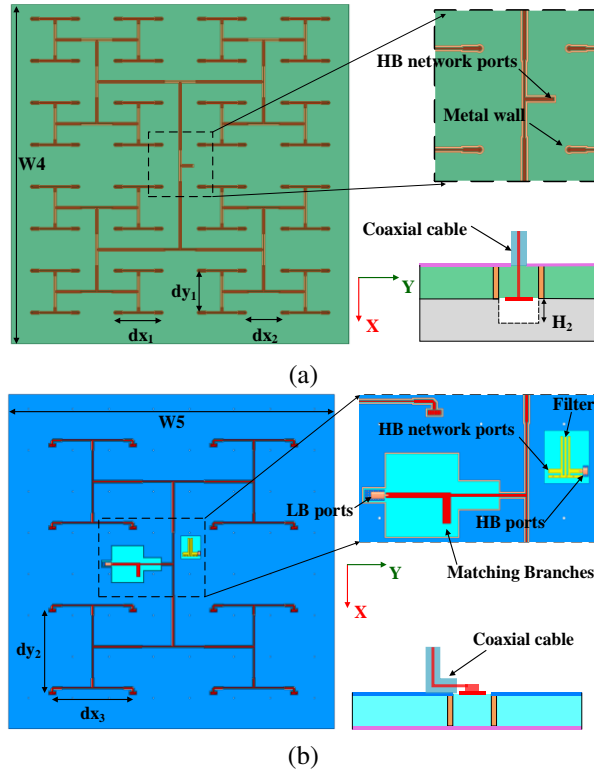 W4
dy1
dx1
dx2
HB network ports
Metal wall
Coaxial cable
Y
X
H2
(a)
W5
dy2
dx3
Filter
HB network ports
LB ports
HB ports
Matching Branches
Y
X
Coaxial cable
(b)